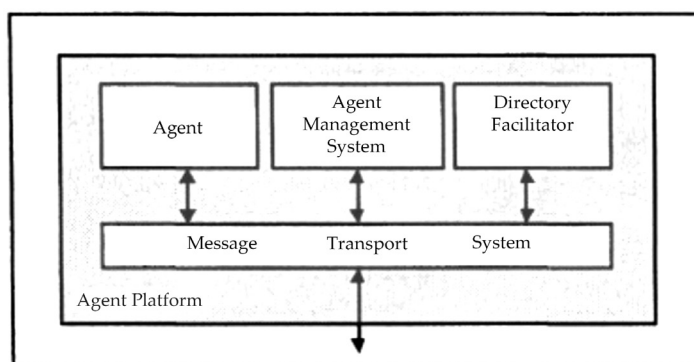 Agent
Agent
Management
System
Directory
Facilitator
Message Transport System
Agent Platform